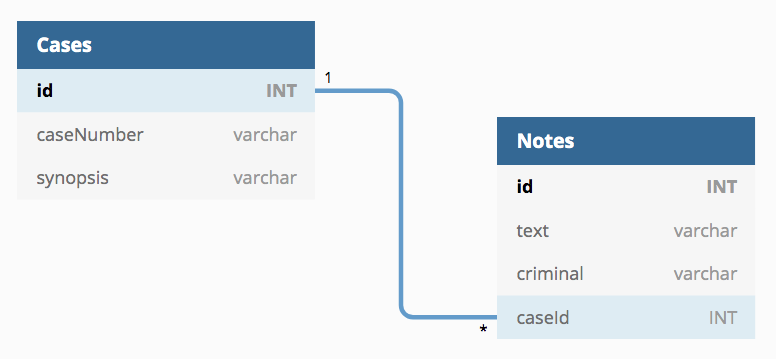 Cases
id INT
caseNumber varchar
synopsis varchar
1
Notes
id INT
text varchar
criminal varchar
caseId INT
*